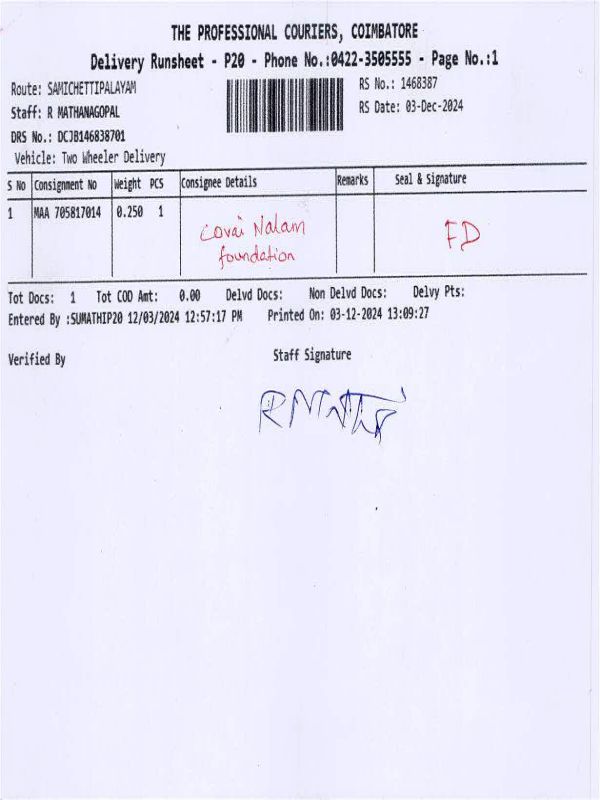 THE PROFESSIONAL COURIERS, COIMBATORE
Delivery Runsheet - P20 - Phone No.:0422-3505555 - Page No.:1
Route: SAMICHETTIPALAYAM RS No.: 1468387
Staff: R MATHANAGOPAL RS Date: 03-Dec-2024
DRS No.: DCJB146838701
Vehicle: Two Wheeler Delivery
S No Consignment No Weight PCS Consignee Details Remarks Seal & Signature
1 MAA 705817014 0.250 1 Covai Nalam FD
foundation
Tot Docs: 1 Tot COD Amt: 0.00 Delvd Docs: Non Delvd Docs: Delvy Pts:
Entered By :SUMATHIP20 12/03/2024 12:57:17 PM Printed On: 03-12-2024 13:09:27
Verified By Staff Signature